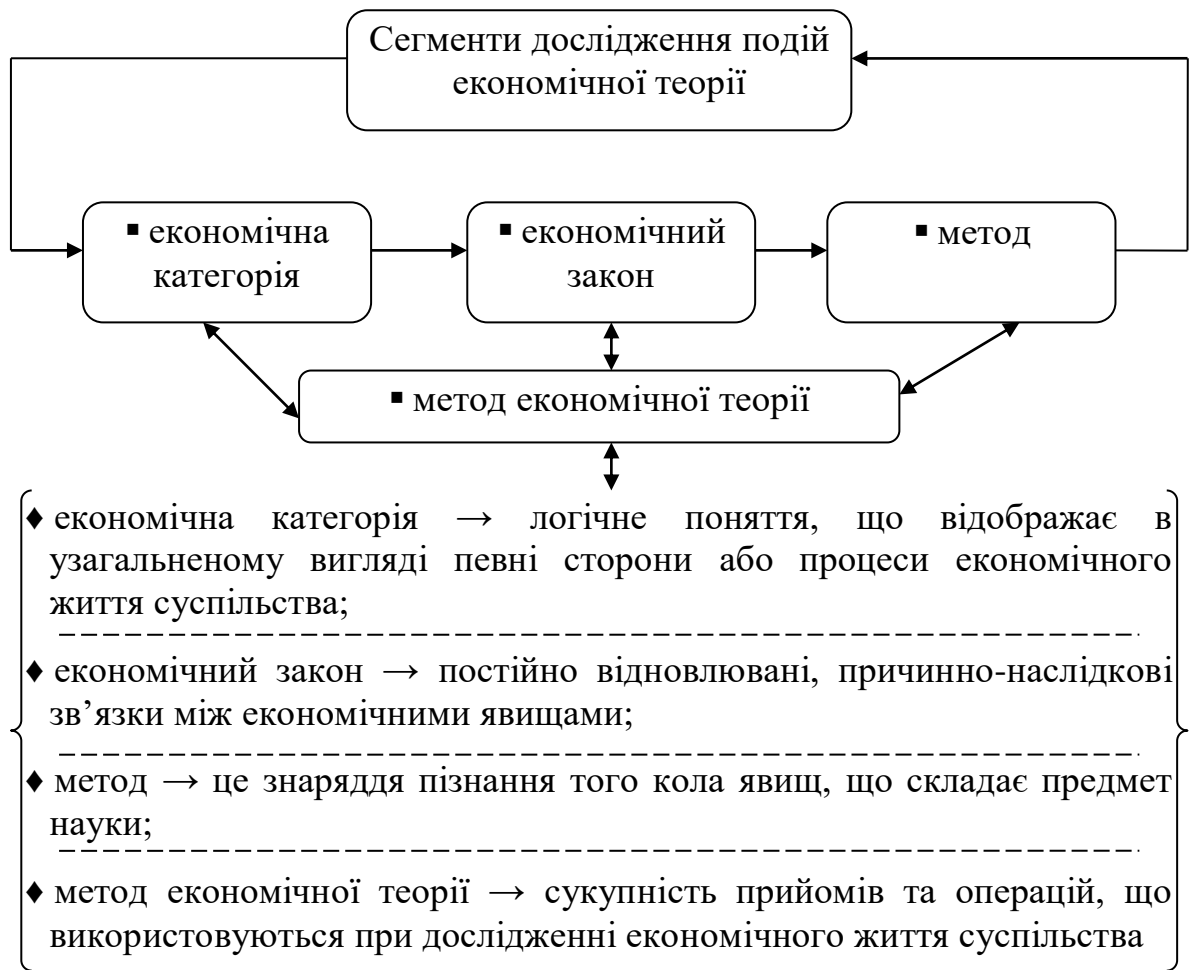 Сегменти дослідження подій
економічної теорії
▪ економічна
категорія
▪ економічний
закон
▪ метод
▪ метод економічної теорії
♦ економічна категорія → логічне поняття, що відображає в
узагальненому вигляді певні сторони або процеси економічного
життя суспільства;
♦ економічний закон → постійно відновлювані, причинно-наслідкові
зв’язки між економічними явищами;
♦ метод → це знаряддя пізнання того кола явищ, що складає предмет
науки;
♦ метод економічної теорії → сукупність прийомів та операцій, що
використовуються при дослідженні економічного життя суспільства